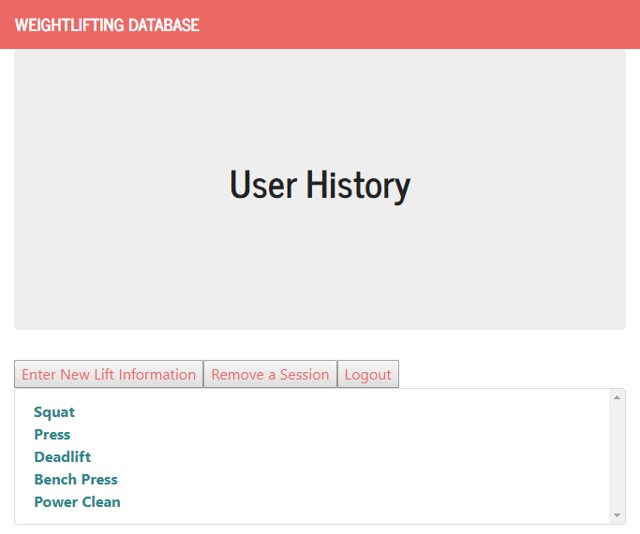 WEIGHTLIFTING DATABASE
User History
Enter New Lift Information Remove a Session Logout
Squat
Press
Deadlift
Bench Press
Power Clean